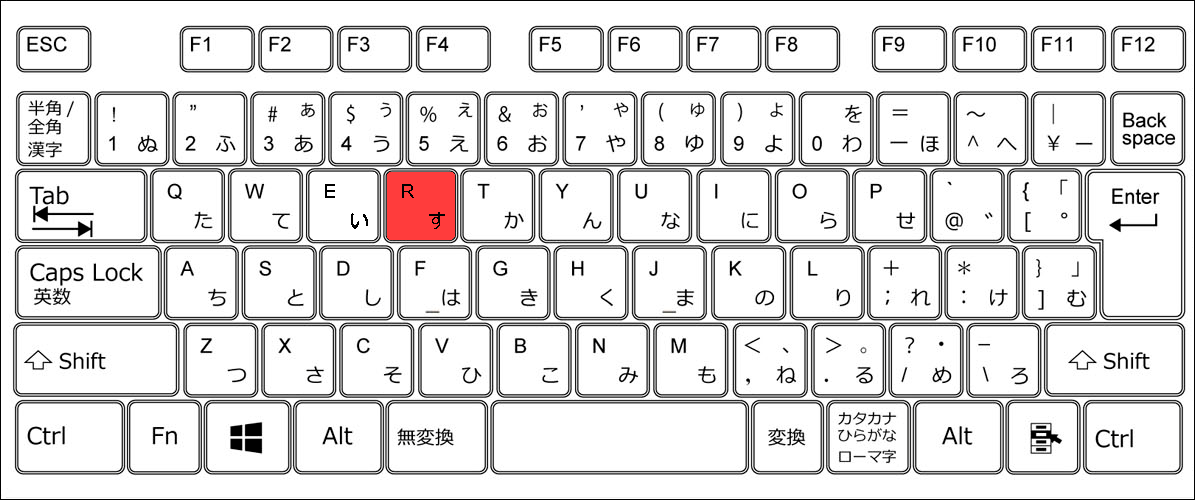 ESC F1 F2 F3 F4 F5 F6 F7 F8 F9 F10 F11 F12
半角/ ! ” # ぁ $ ぅ % ぇ & ぉ ’ ゃ ( ゅ ) ょ を = ～ | Back
全角 1 ぬ 2 ふ 3 あ 4 う 5 え 6 お 7 や 8 ゆ 9 よ 0 わ ー ほ ^ へ ¥ ー space
漢字
Tab Q W E R T Y U I O P ` { 「 Enter
た て い す か ん な に ら せ @ ゛ [ °
Caps Lock A S D F G H J K L + * } 」
英数 ち と し _は き く _ま の り ; れ : け ] む
Shift Z X C V B N M < 、 > 。 ? ・ − Shift
つ さ そ ひ こ み も , ね . る / め \ ろ
Ctrl Fn Alt 無変換 変換 カタカナ Alt Ctrl
ひらがな
ローマ字